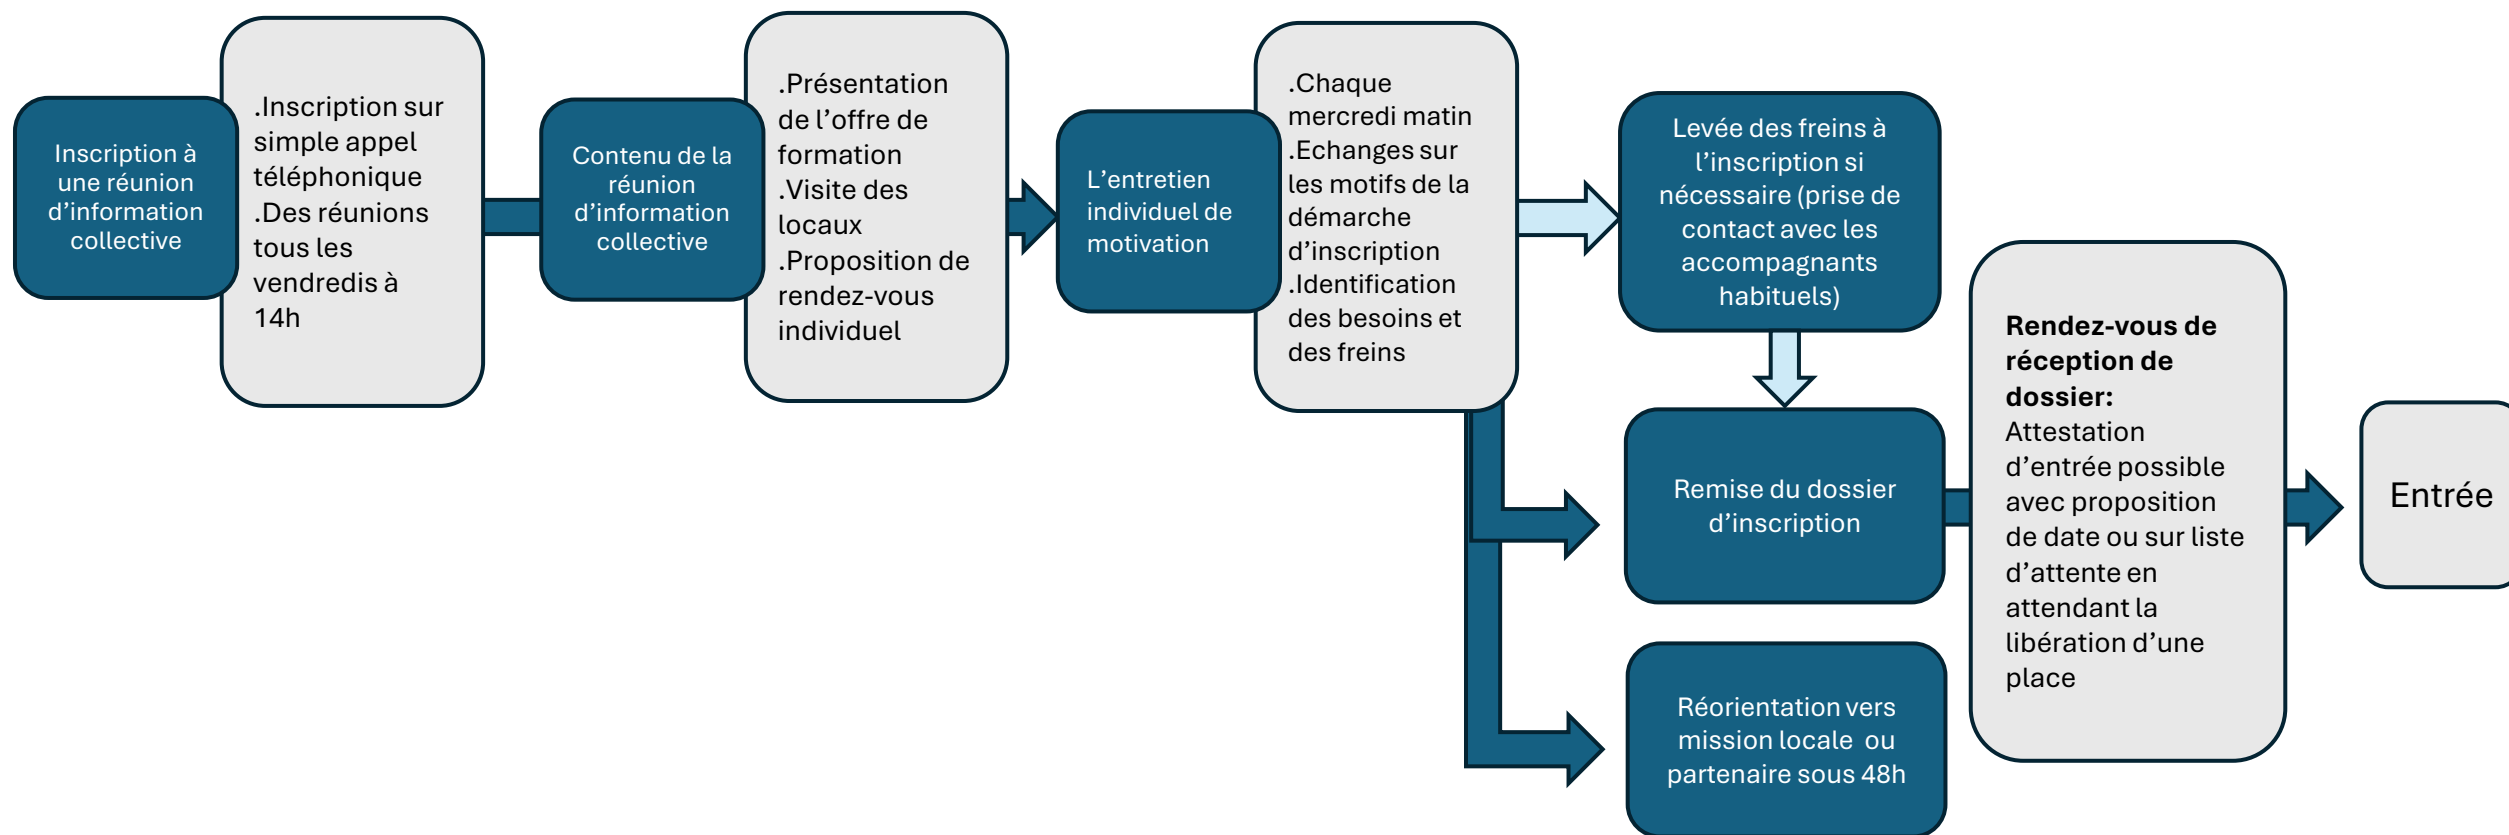 Inscription à
une réunion
d’information
collective
.Inscription sur
simple appel
téléphonique
.Des réunions
tous les
vendredis à
14h
Contenu de la
réunion
d’information
collective
.Présentation
de l’offre de
formation
.Visite des
locaux
.Proposition de
rendez-vous
individuel
L’entretien
individuel de
motivation
.Chaque
mercredi matin
.Echanges sur
les motifs de la
démarche
d’inscription
.Identification
des besoins et
des freins
Levée des freins à
l’inscription si
nécessaire (prise de
contact avec les
accompagnants
habituels)
Remise du dossier
d’inscription
Réorientation vers
mission locale ou
partenaire sous 48h
Rendez-vous de
réception de
dossier:
Attestation
d’entrée possible
avec proposition
de date ou sur liste
d’attente en
attendant la
libération d’une
place
Entrée